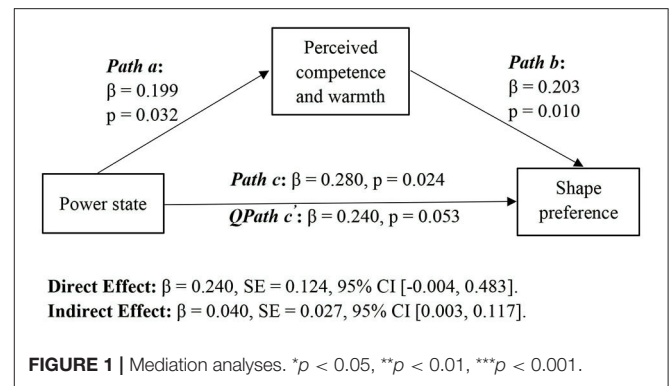 Perceived
competence
and warmth
Path a:
β = 0.199
p = 0.032
Path b:
β = 0.203
p = 0.010
Power state
Path c: β = 0.280, p = 0.024
QPath c': β = 0.240, p = 0.053
Shape
preference
Direct Effect: β = 0.240, SE = 0.124, 95% CI [-0.004, 0.483].
Indirect Effect: β = 0.040, SE = 0.027, 95% CI [0.003, 0.117].
FIGURE 1 | Mediation analyses. *p < 0.05, **p < 0.01, ***p < 0.001.